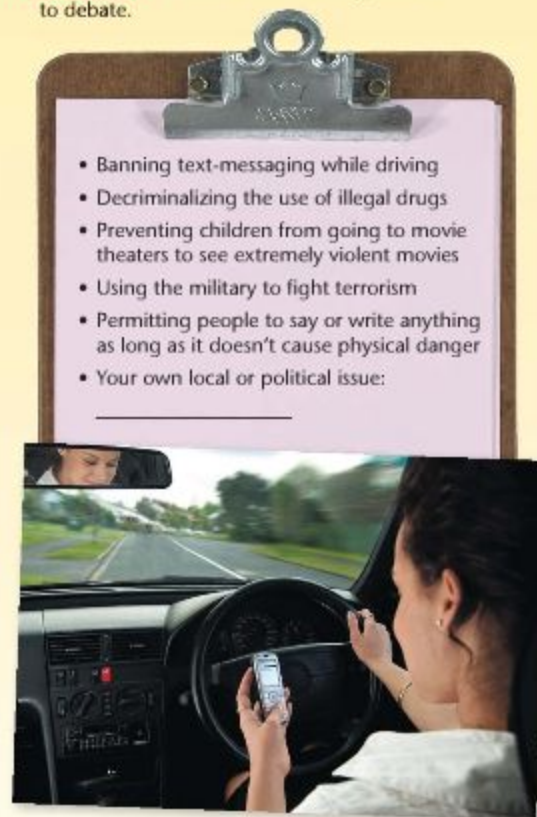 to debate.
• Banning text-messaging while driving
• Decriminalizing the use of illegal drugs
• Preventing children from going to movie
theaters to see extremely violent movies
• Using the military to fight terrorism
• Permitting people to say or write anything
as long as it doesn't cause physical danger
• Your own local or political issue: